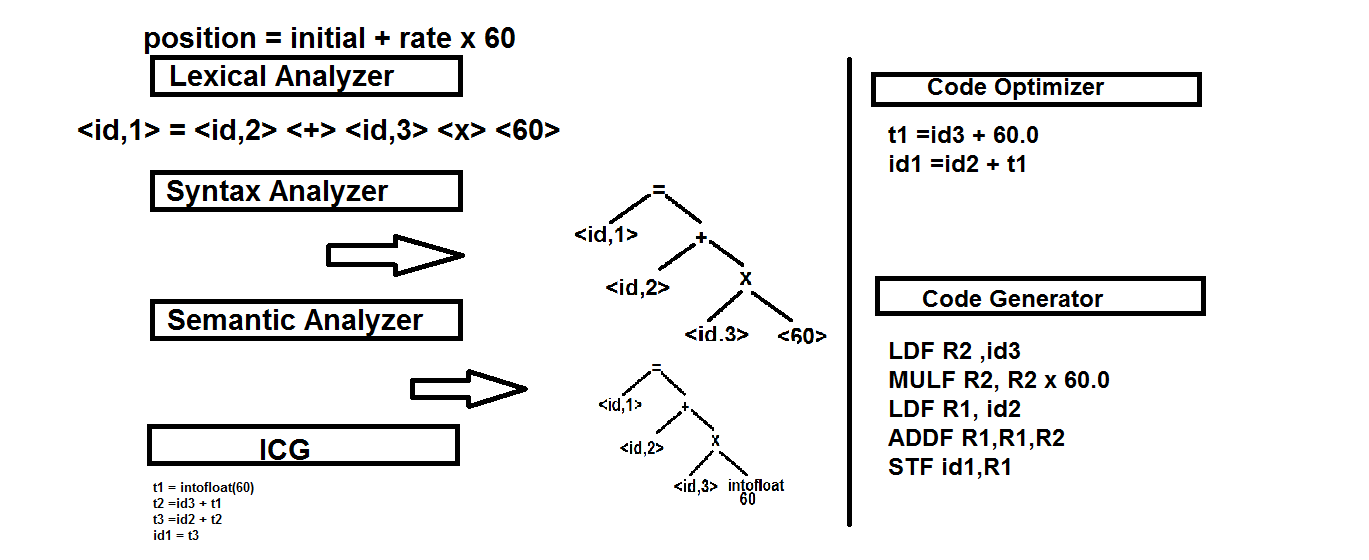 position = initial + rate x 60
Lexical Analyzer
<id,1> = <id,2> <+> <id,3> <x> <60>
Syntax Analyzer
=
<id,1>
+
<id,2>
x
<id.3> <60>
Semantic Analyzer
=
<id,1>
+
<id,2>
x
<id,3> intofloat
60
ICG
t1 = intofloat(60)
t2 =id3 + t1
t3 =id2 + t2
id1 = t3
Code Optimizer
t1 =id3 + 60.0
id1 =id2 + t1
Code Generator
LDF R2 ,id3
MULF R2, R2 x 60.0
LDF R1, id2
ADDF R1,R1,R2
STF id1,R1